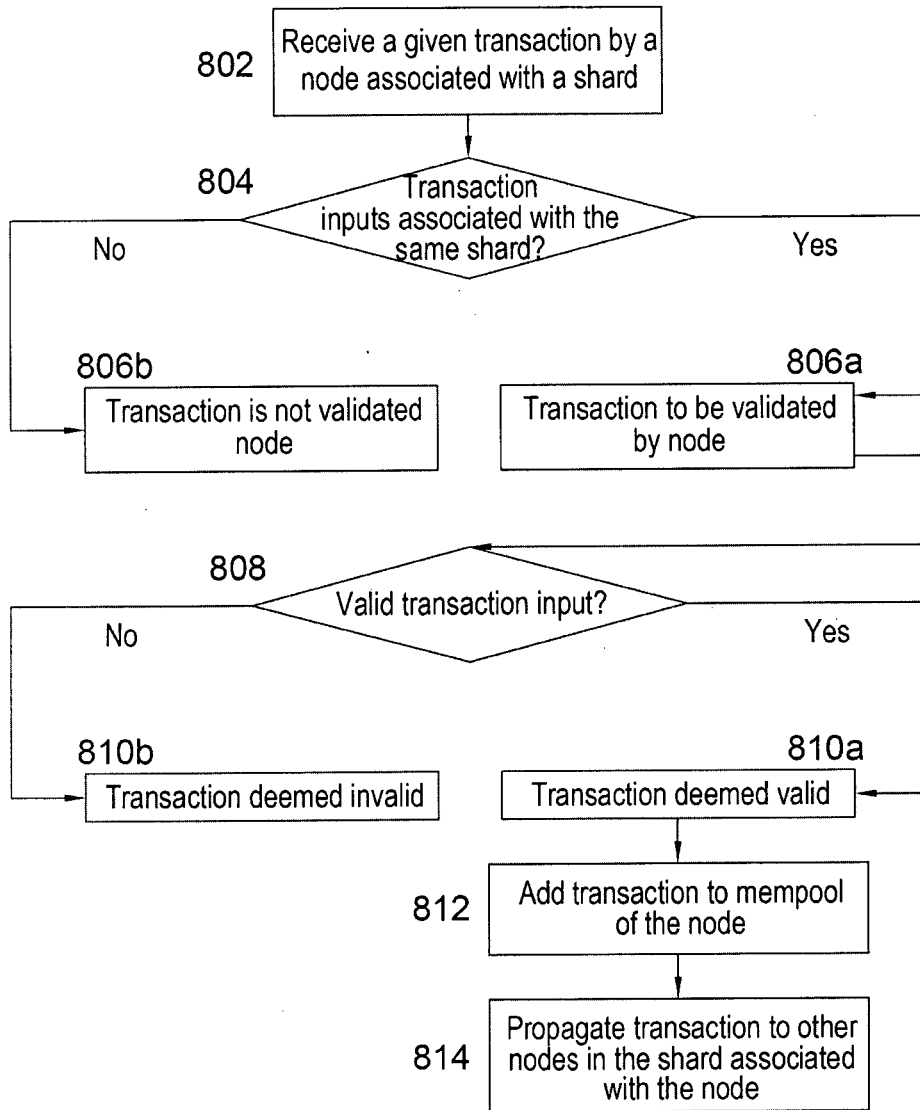 802
Receive a given transaction by a
node associated with a shard
804
Transaction
inputs associated with the
same shard?
No
Yes
806b
806a
Transaction is not validated
node
Transaction to be validated
by node
808
Valid transaction input?
No
Yes
810b
810a
Transaction deemed invalid
Transaction deemed valid
812
Add transaction to mempool
of the node
814
Propagate transaction to other
nodes in the shard associated
with the node